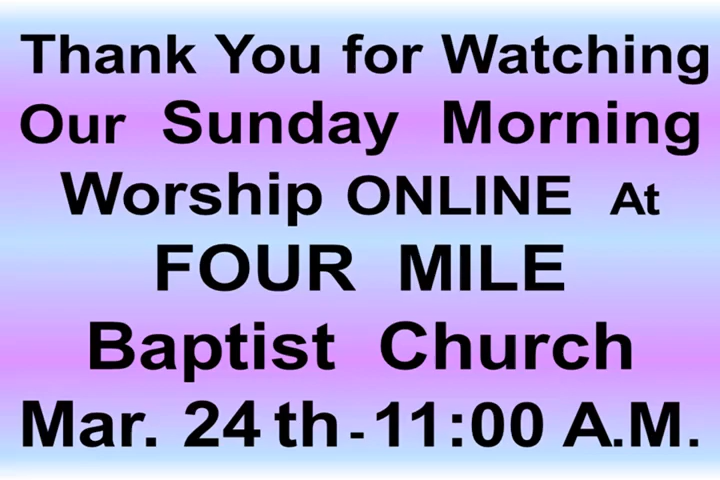 Thank You for Watching
Our Sunday Morning
Worship ONLINE At
FOUR MILE
Baptist Church
Mar. 24 th - 11:00 A.M.